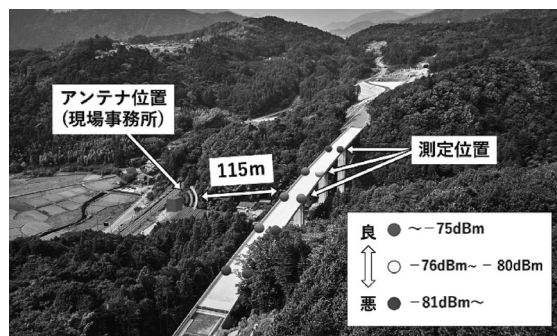 アンテナ位置
(現場事務所)
115m
測定位置
良
～−75dBm
−76dBm~ − 80dBm
悪
−81dBm～